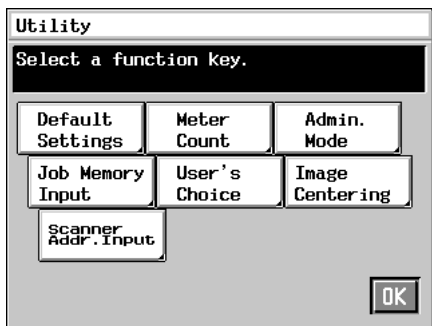 Utility
Select a function key.
Default Settings
Meter Count
Admin. Mode
Job Memory Input
User's Choice
Image Centering
Scanner Addr.Input
OK